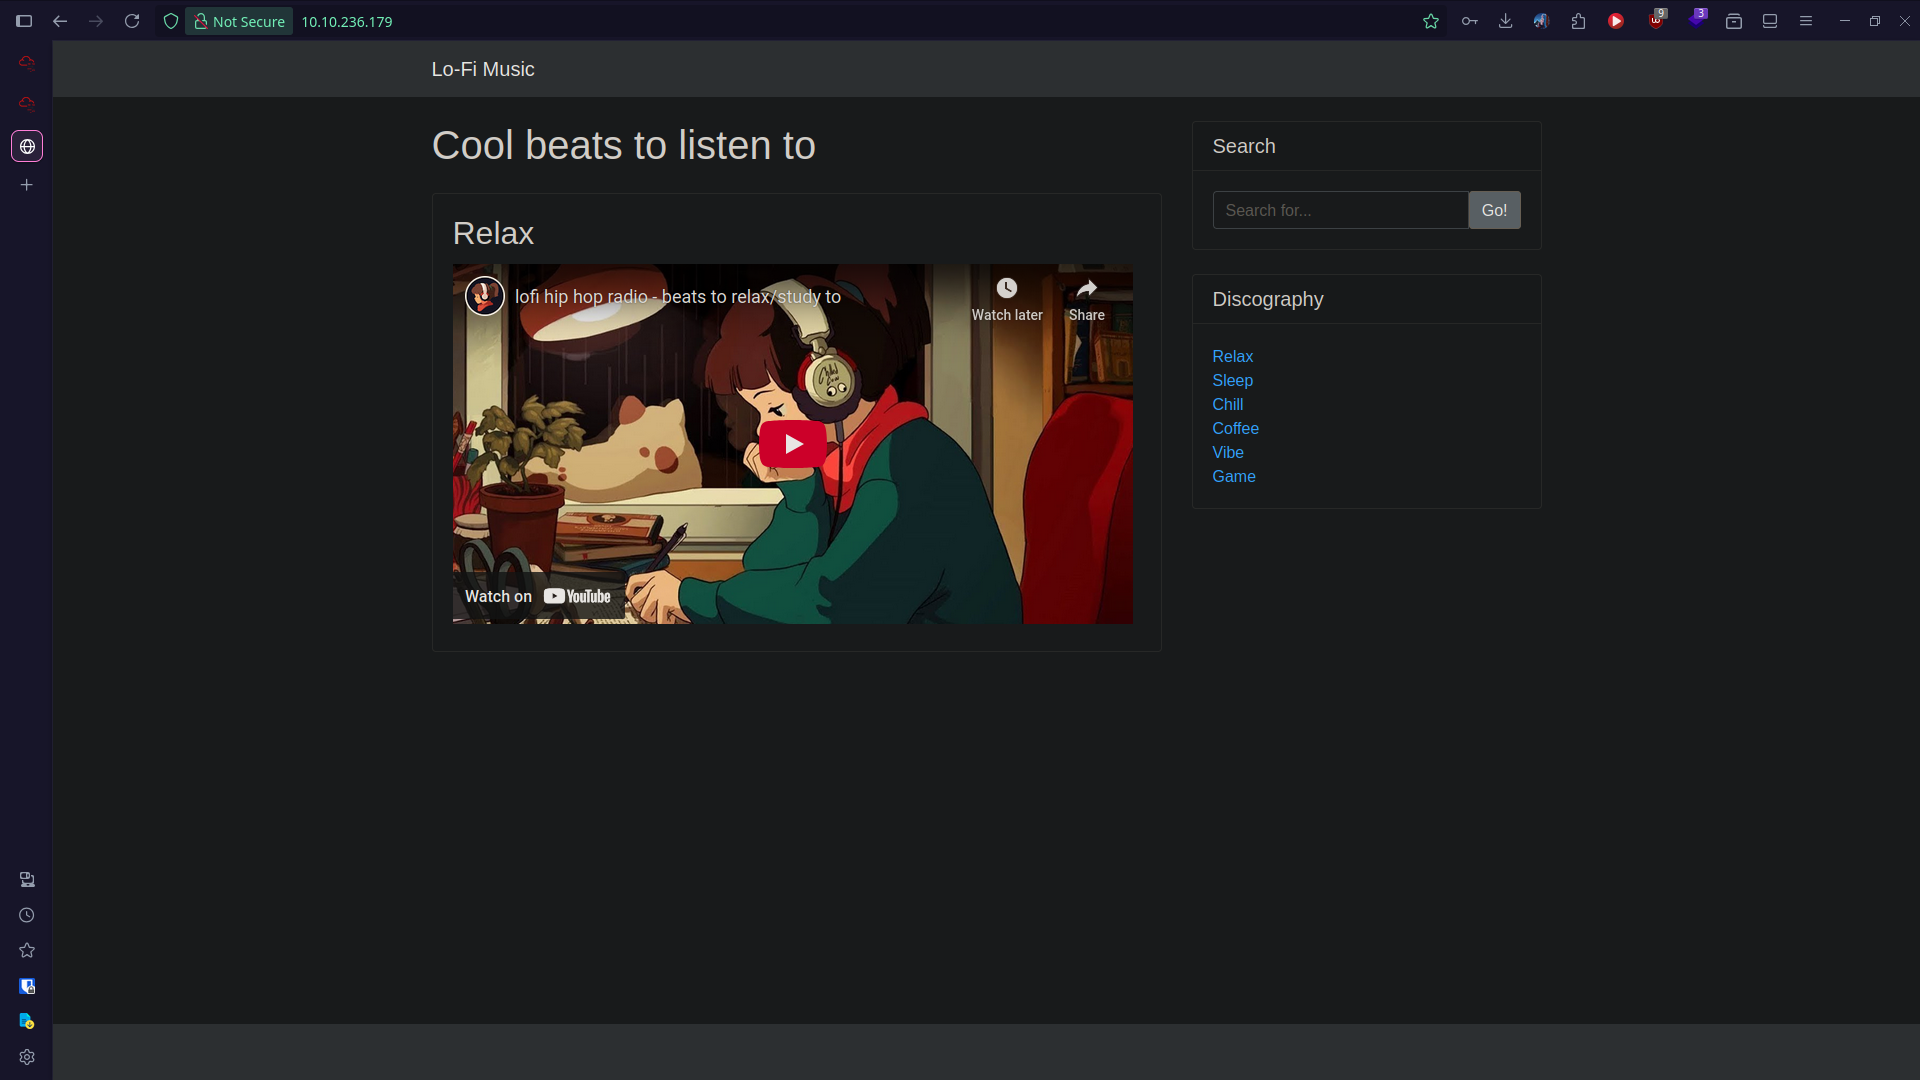 Not Secure
10.10.236.179
9
3
Lo-Fi Music
Cool beats to listen to
Relax
lofi hip hop radio - beats to relax/study to
Watch later
Share
Watch on YouTube
Search
Search for...
Go!
Discography
Relax
Sleep
Chill
Coffee
Vibe
Game